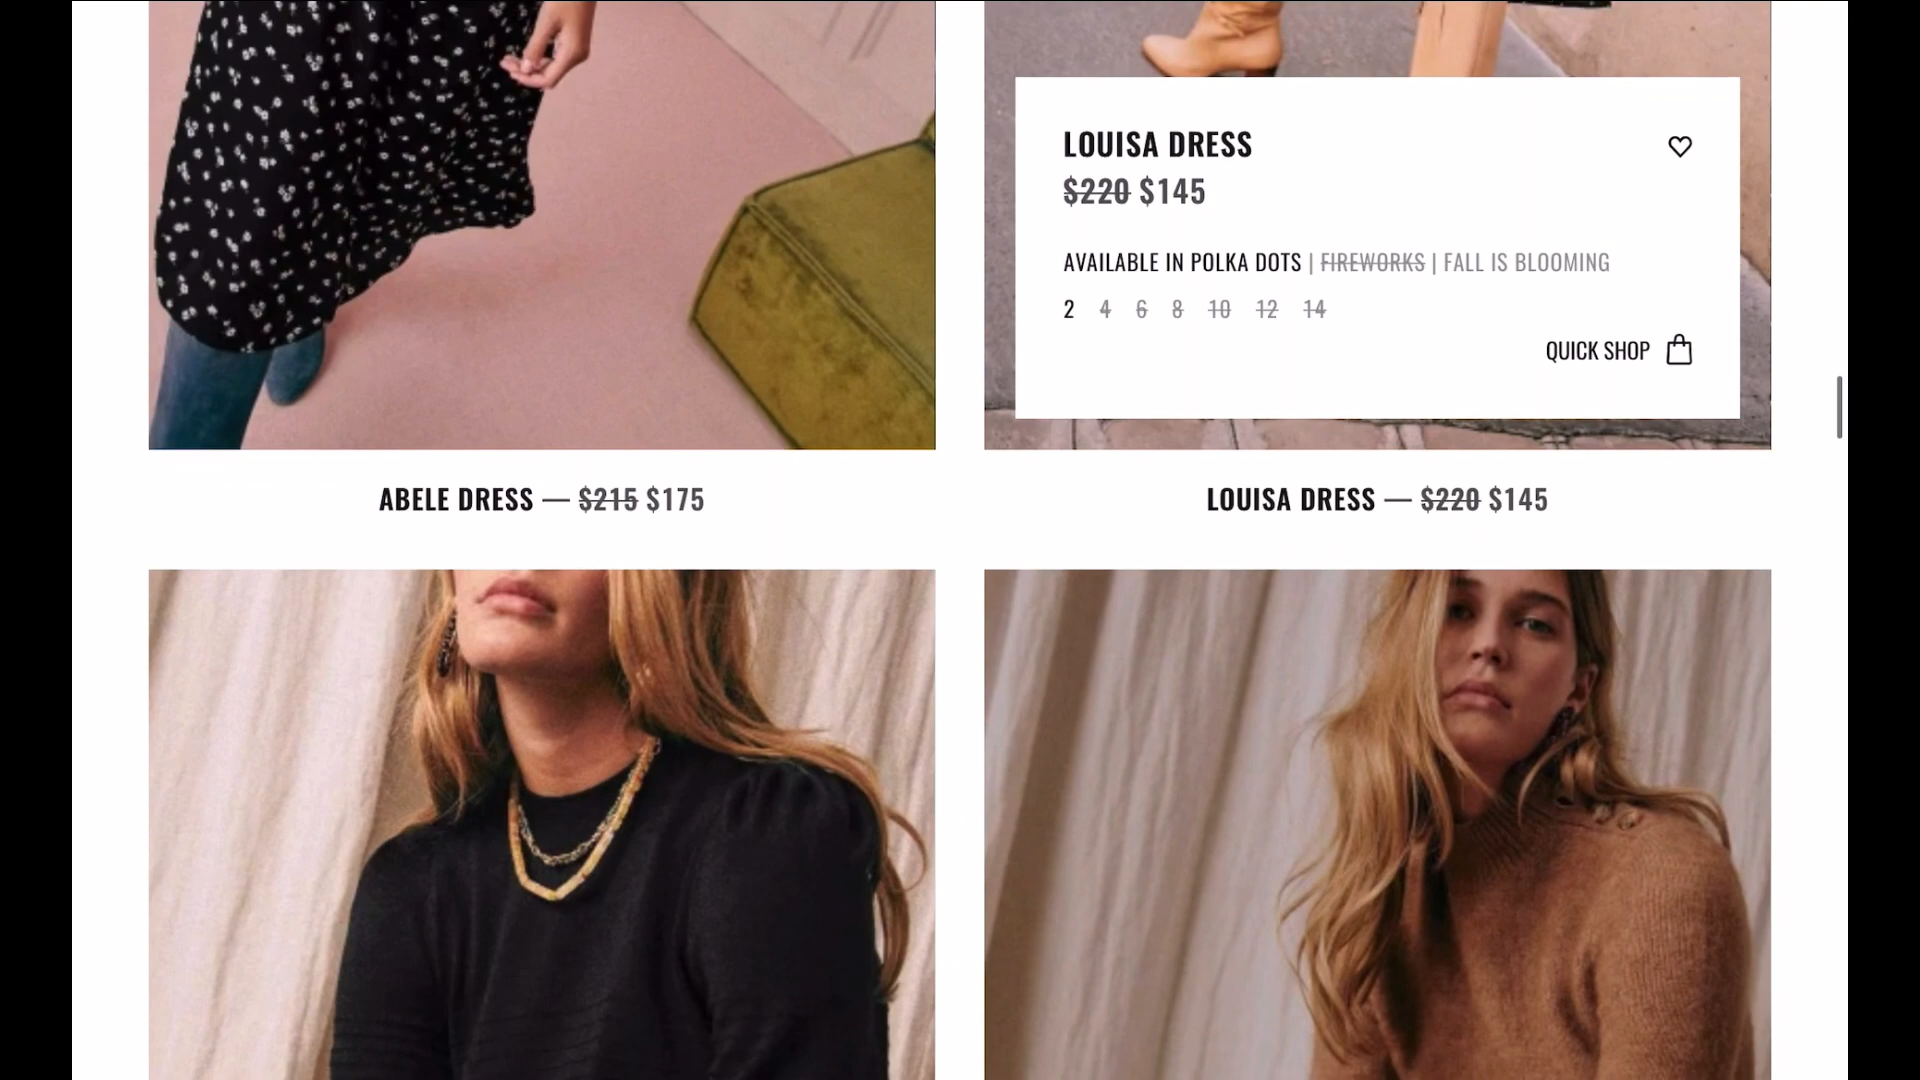 LOUISA DRESS
$220 $145
AVAILABLE IN POLKA DOTS | FIREWORKS | FALL IS BLOOMING
2 4 6 8 10 12 14
QUICK SHOP
ABELE DRESS — $215 $175
LOUISA DRESS — $220 $145